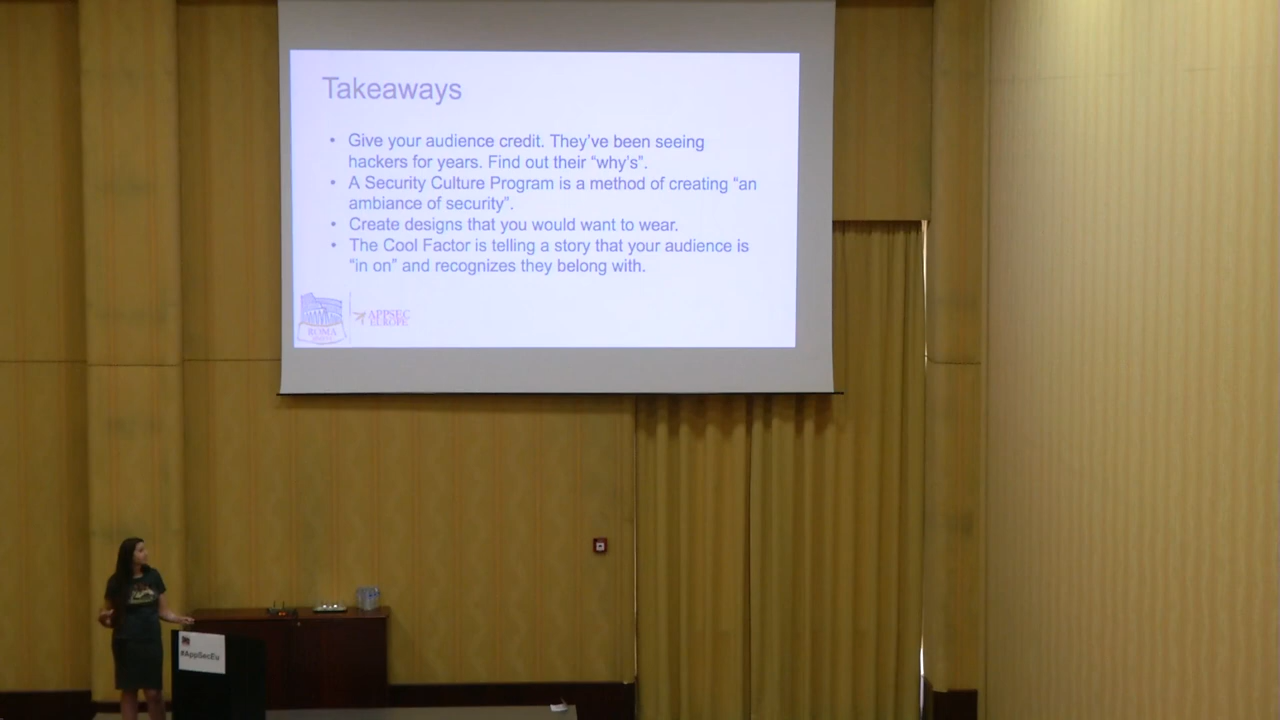 Takeaways
• Give your audience credit. They've been seeing
hackers for years. Find out their “why's”.
• A Security Culture Program is a method of creating “an
ambiance of security”.
• Create designs that you would want to wear.
• The Cool Factor is telling a story that your audience is
“in on” and recognizes they belong with.
ROMA
APPSEC
EUROPE
#AppSecEu